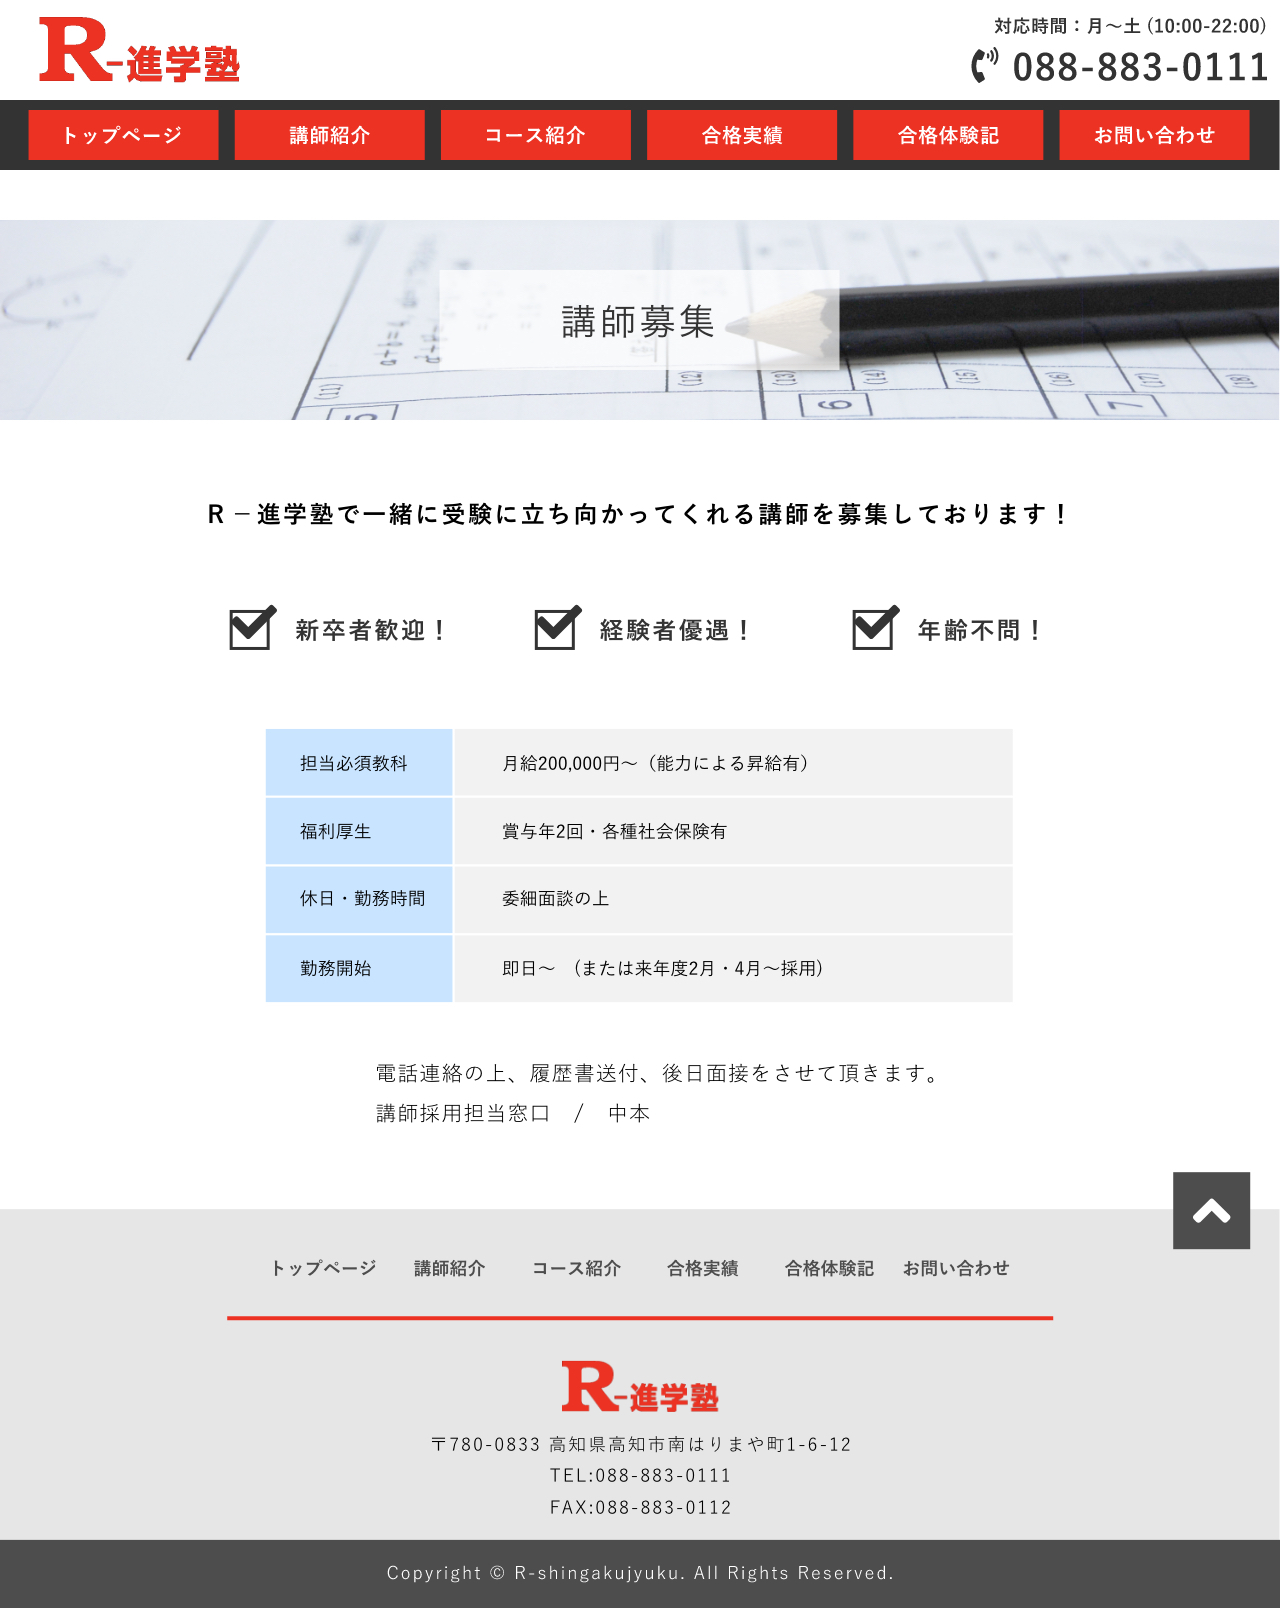 R-進学塾
対応時間：月〜土 (10:00-22:00)
088-883-0111
トップページ
講師紹介
コース紹介
合格実績
合格体験記
お問い合わせ
(11)
(12)
(13)
(14)
(15)
(16)
(17)
(18)
6
7
講師募集
Ｒ－進学塾で一緒に受験に立ち向かってくれる講師を募集しております！
新卒者歓迎！
経験者優遇！
年齢不問！
担当必須教科
月給200,000円〜（能力による昇給有）
福利厚生
賞与年2回・各種社会保険有
休日・勤務時間
委細面談の上
勤務開始
即日〜　(または来年度2月・4月〜採用)
電話連絡の上、履歴書送付、後日面接をさせて頂きます。
講師採用担当窓口　/　中本
トップページ
講師紹介
コース紹介
合格実績
合格体験記
お問い合わせ
R-進学塾
〒780-0833 高知県高知市南はりまや町1-6-12
TEL:088-883-0111
FAX:088-883-0112
Copyright © R-shingakujyuku. All Rights Reserved.